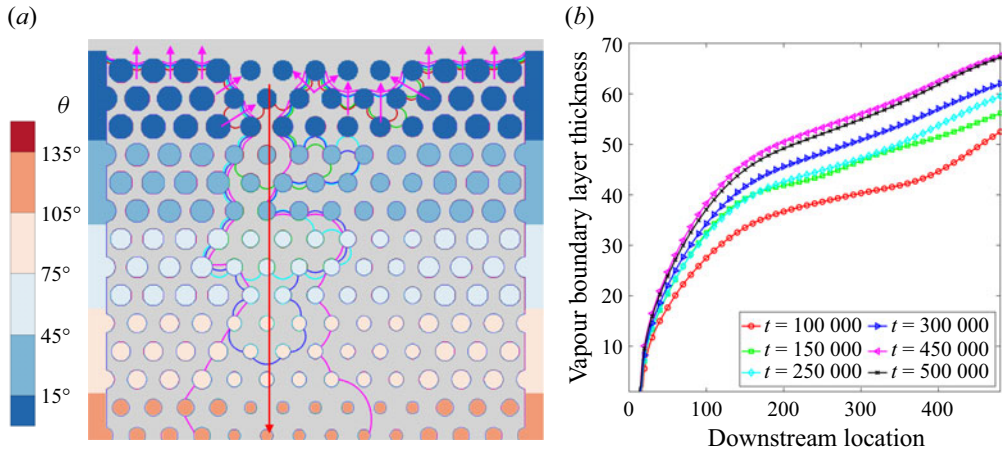 (a)
θ
135°
105°
75°
45°
15°
(b)
Vapour boundary layer thickness
70
60
50
40
30
20
10
0
100
200
300
400
Downstream location
t = 100 000
t = 300 000
t = 150 000
t = 450 000
t = 250 000
t = 500 000